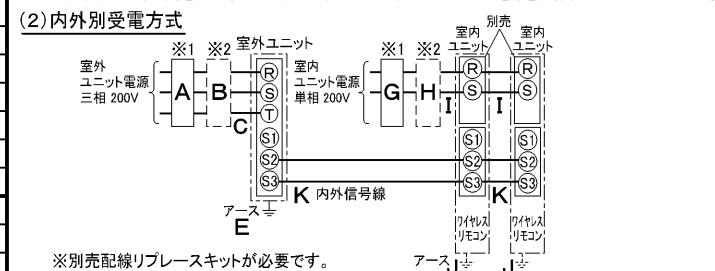 (2)内外別受電方式
別売
※1 ※2 室外ユニット
※1 ※2
室内
ユニット
室内
ユニット
室外
ユニット電源
三相 200V
A
B
C
R
S
T
S1
S2
S3
室内
ユニット電源
単相 200V
G
H
I
R
S
I
R
S
S1
S2
S3
S1
S2
S3
K 内外信号線
K
アース
E
ワイヤレス
リモコン
ワイヤレス
リモコン
※別売配線リプレースキットが必要です。
アース